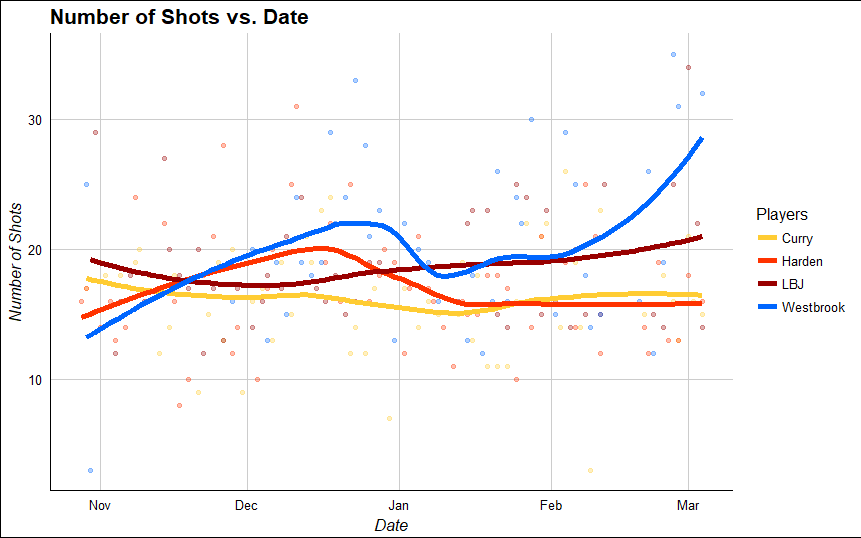 Number of Shots vs. Date
Number of Shots
30
20
10
Nov
Dec
Jan
Feb
Mar
Date
Players
Curry
Harden
LBJ
Westbrook